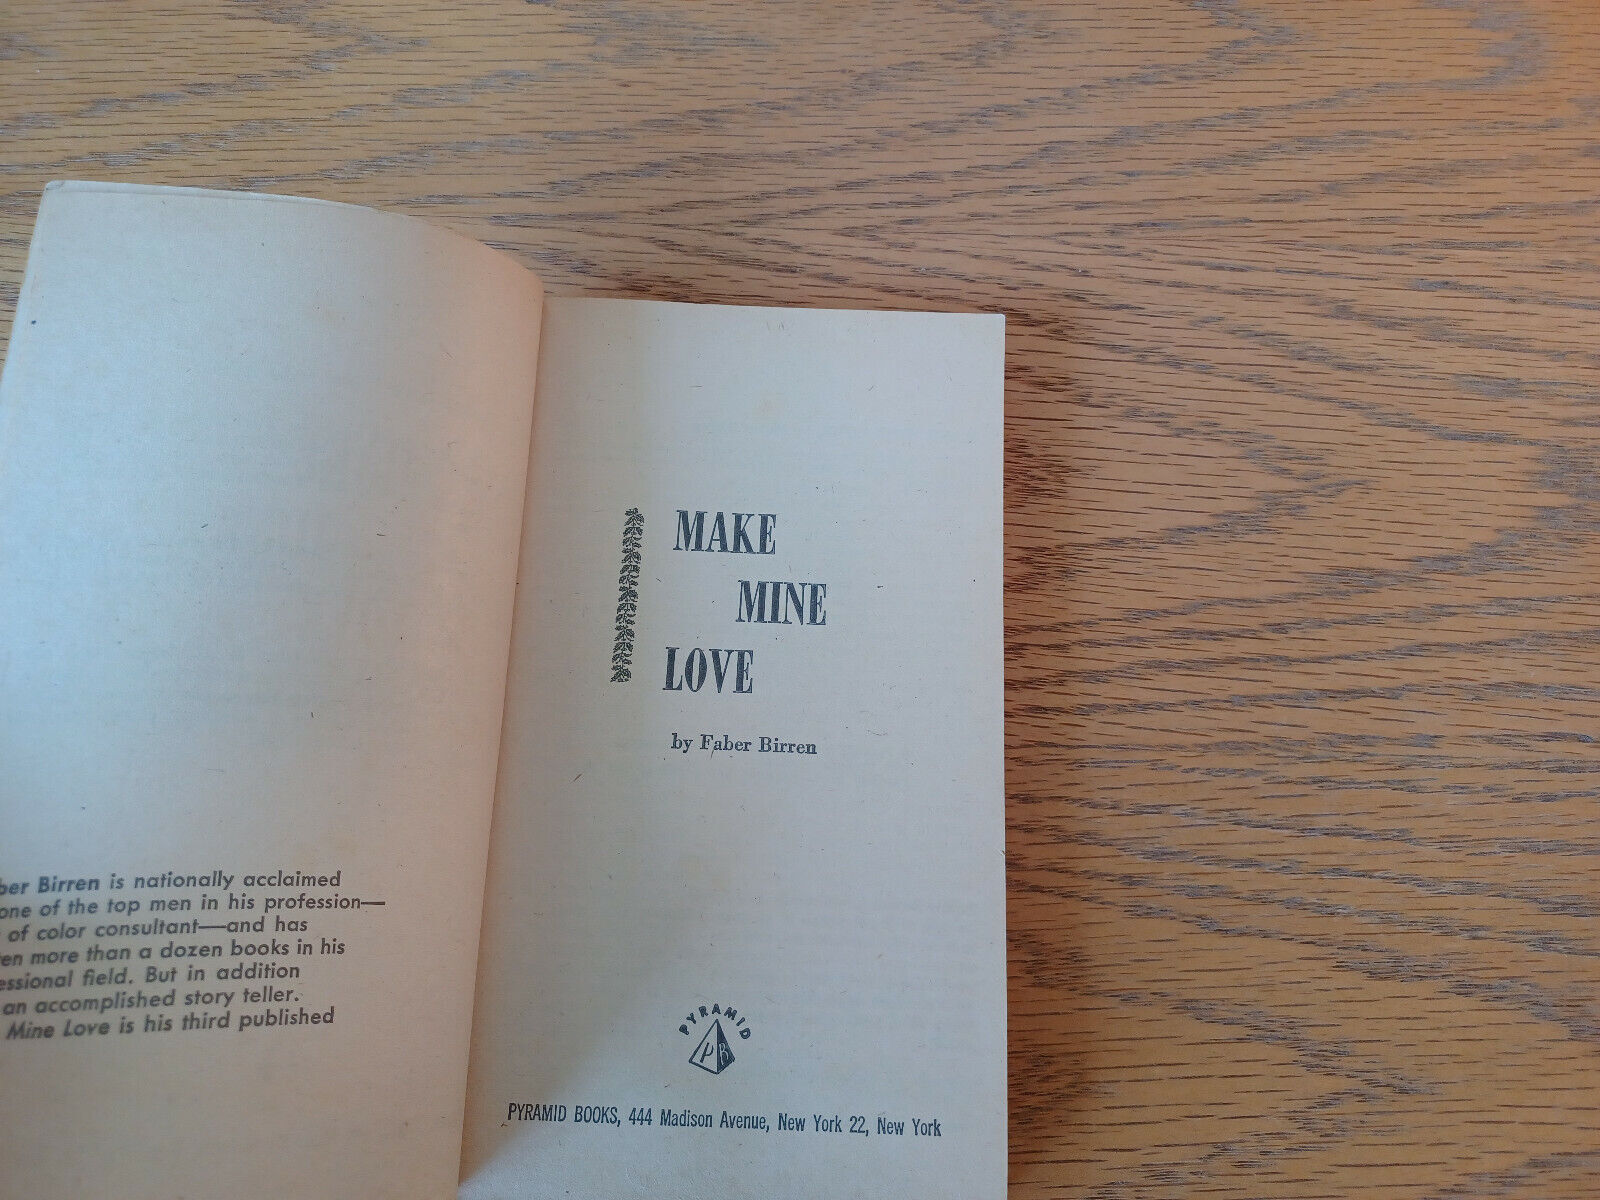 ber Birren is nationally acclaimed
one of the top men in his profession—
of color consultant—and has
en more than a dozen books in his
essional field. But in addition
an accomplished story teller.
Mine Love is his third published
MAKE
MINE
LOVE
by Faber Birren
PYRAMID
PYRAMID BOOKS, 444 Madison Avenue, New York 22, New York